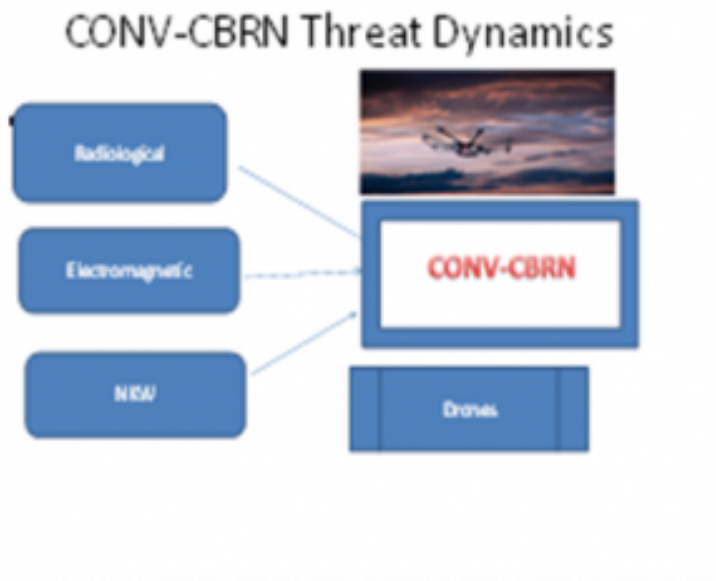 CONV-CBRN Threat Dynamics
Radiological
Electromagnetic
CONV-CBRN
NKW
Drones